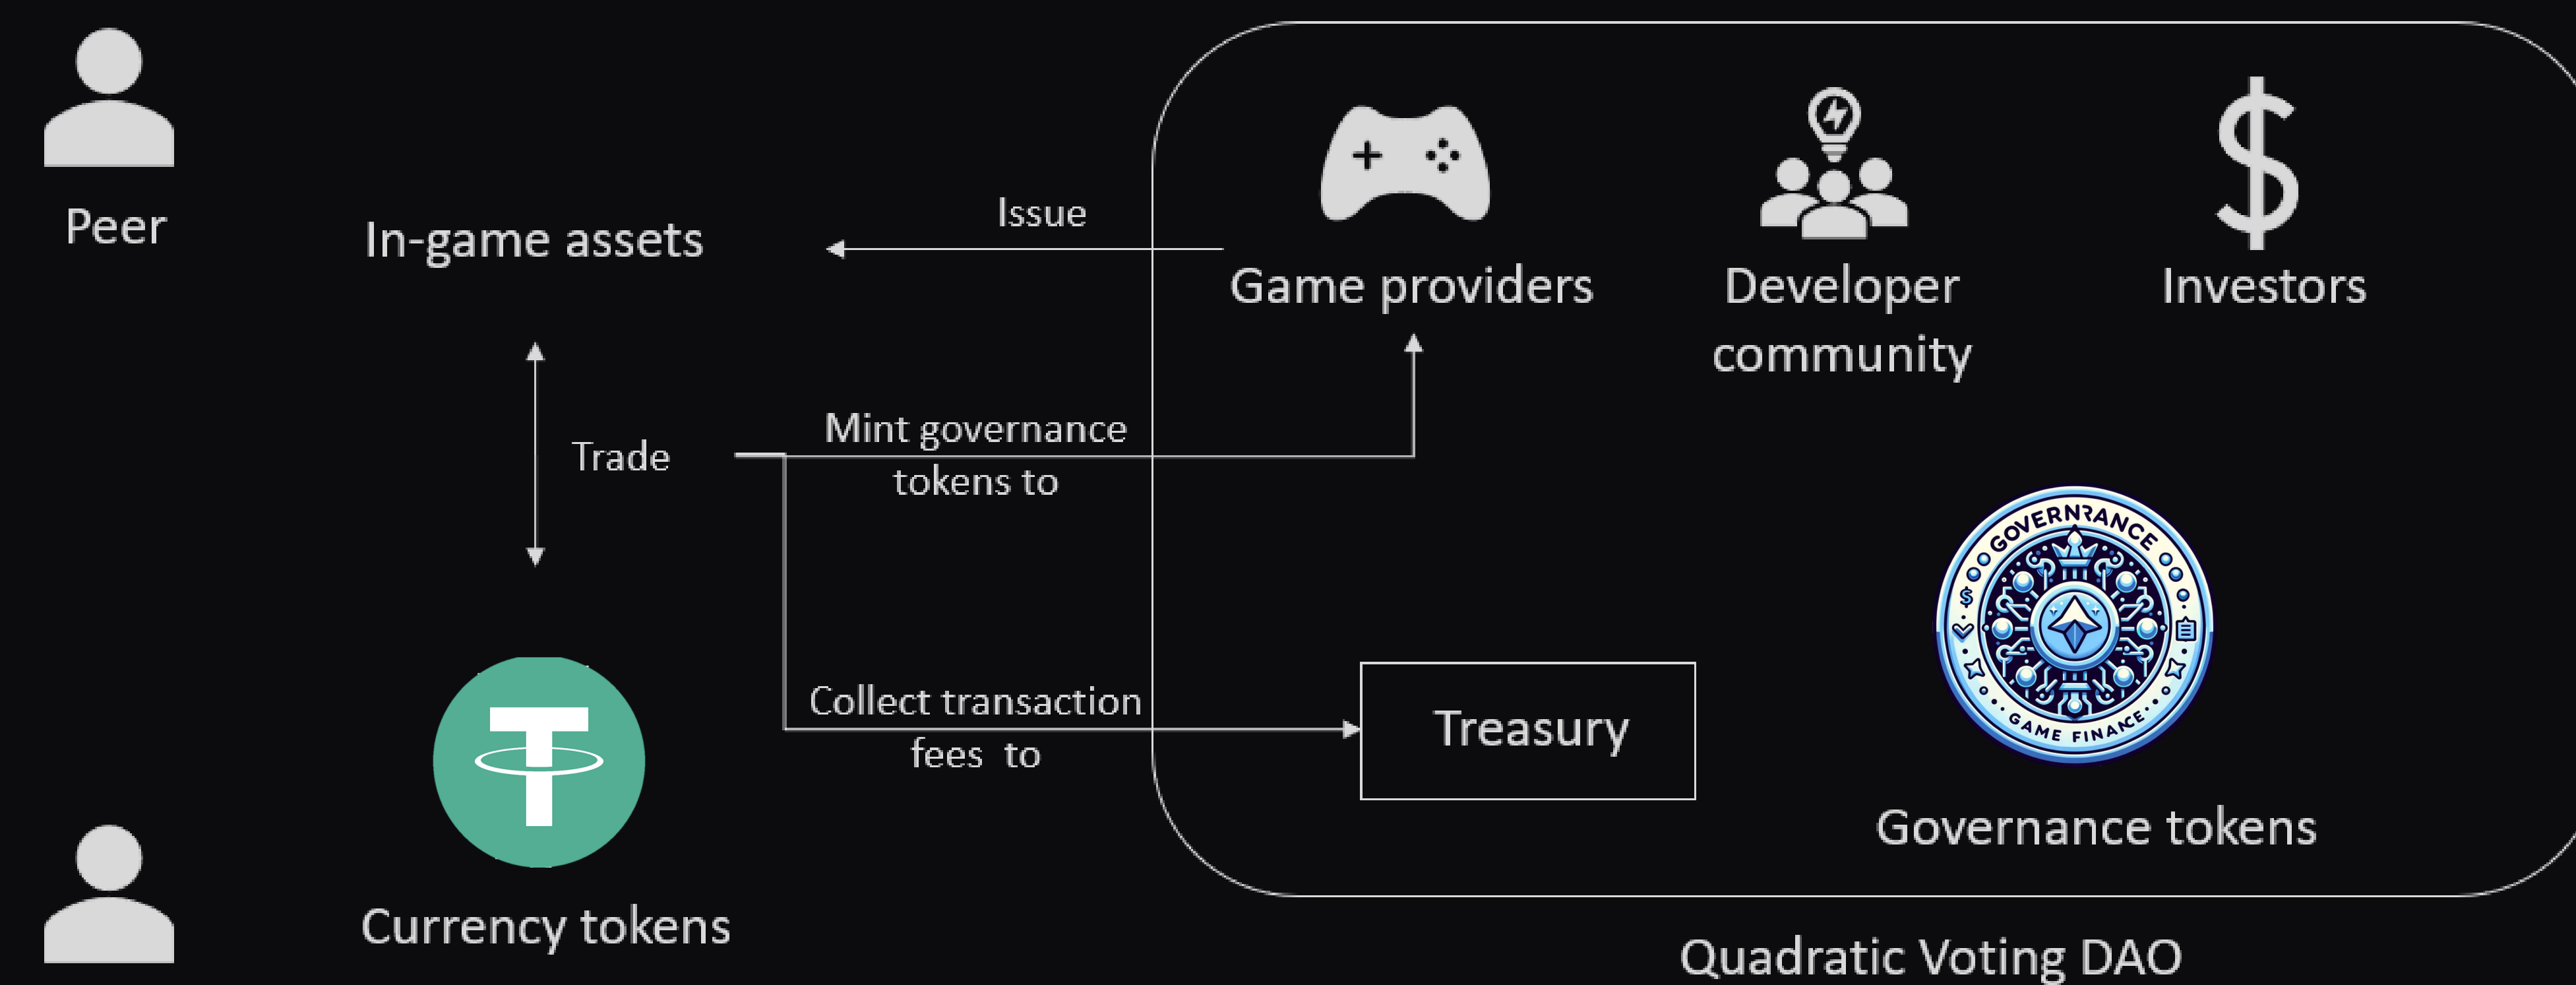 Peer
In-game assets
Issue
Game providers
Developer
community
Investors
Trade
Mint governance
tokens to
Collect transaction
fees to
Treasury
GOVERNRANCE
$
GAME FINANCE
Governance tokens
Currency tokens
Quadratic Voting DAO